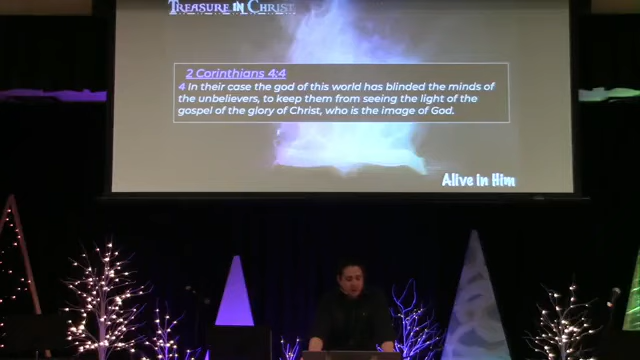 Treasure in Christ
2 Corinthians 4:4
4 In their case the god of this world has blinded the minds of
the unbelievers, to keep them from seeing the light of the
gospel of the glory of Christ, who is the image of God.
Alive in Him